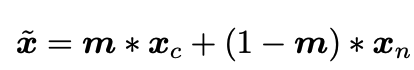 x̃ = m * x_c + (1 − m) * x_n